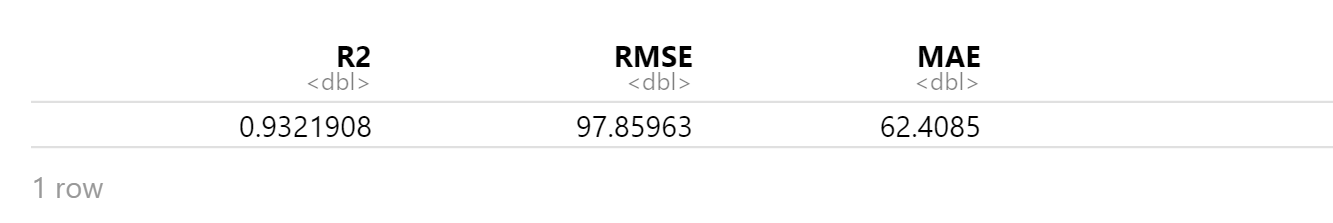 R2 RMSE MAE
<dbl> <dbl> <dbl>
0.9321908 97.85963 62.4085
1 row